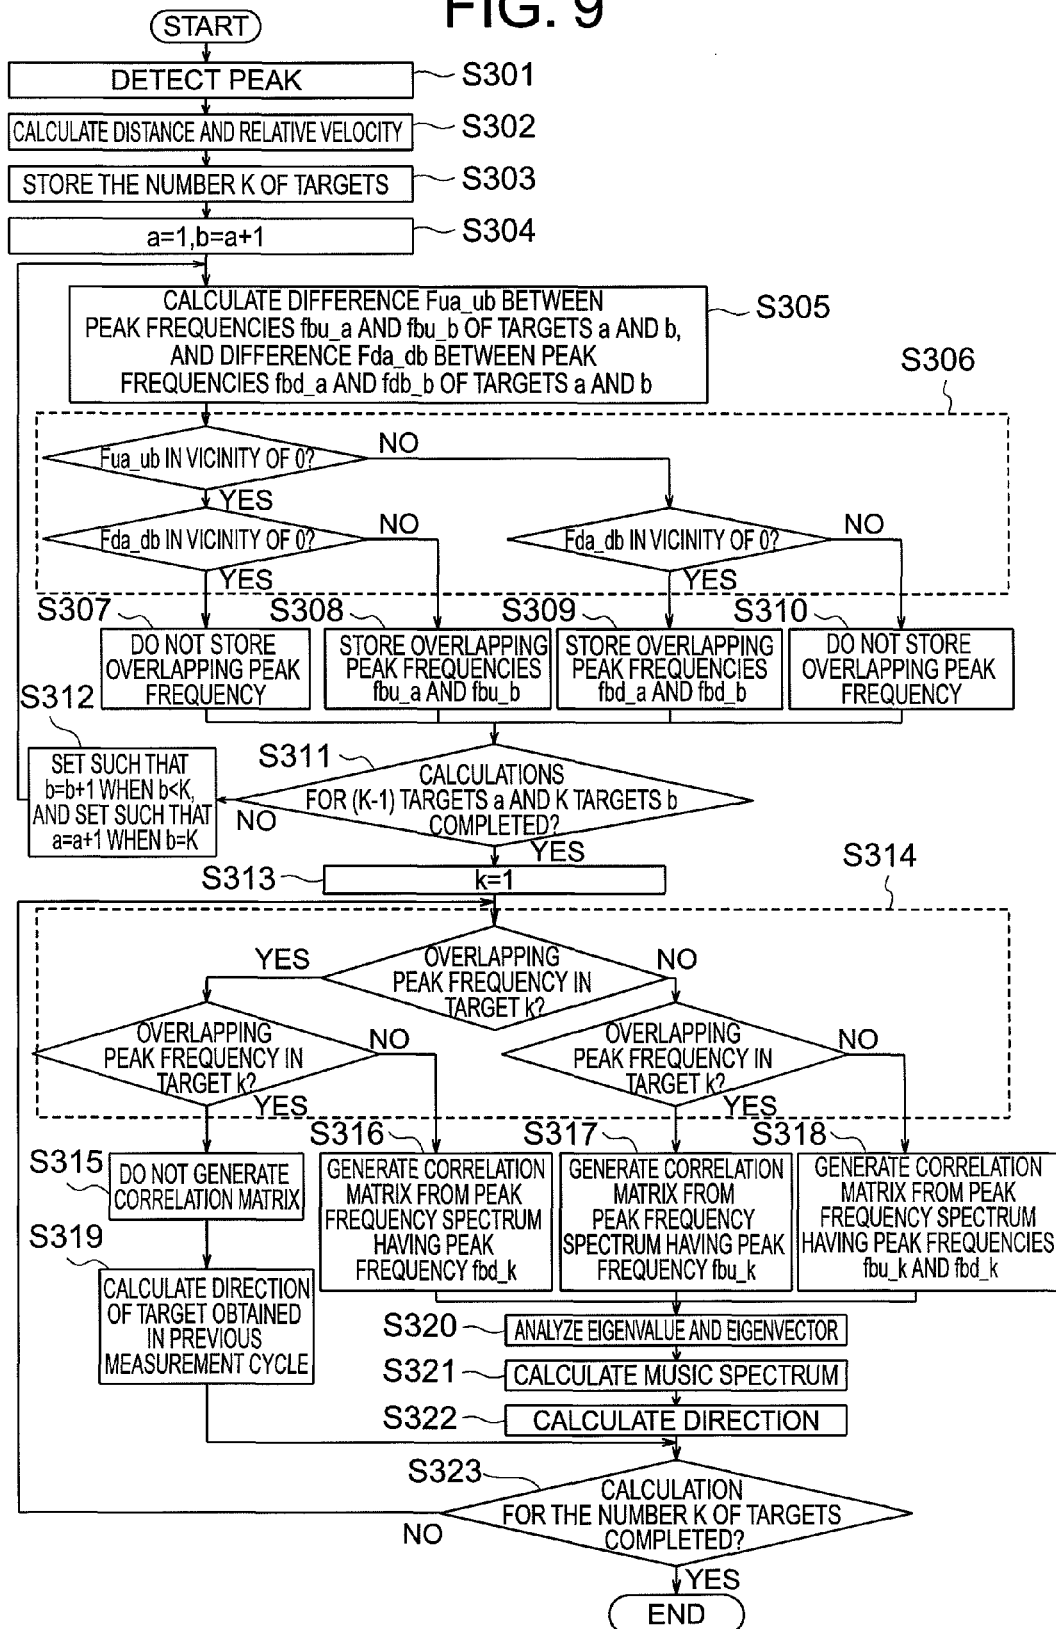 FIG. 9
START
DETECT PEAK
S301
CALCULATE DISTANCE AND RELATIVE VELOCITY
S302
STORE THE NUMBER K OF TARGETS
S303
a=1,b=a+1
S304
CALCULATE DIFFERENCE Fua_ub BETWEEN
PEAK FREQUENCIES fbu_a AND fbu_b OF TARGETS a AND b,
AND DIFFERENCE Fda_db BETWEEN PEAK
FREQUENCIES fbd_a AND fdb_b OF TARGETS a AND b
S305
S306
Fua_ub IN VICINITY OF 0?
NO
YES
Fda_db IN VICINITY OF 0?
NO
YES
Fda_db IN VICINITY OF 0?
NO
YES
S307
DO NOT STORE
OVERLAPPING PEAK
FREQUENCY
S308
STORE OVERLAPPING
PEAK FREQUENCIES
fbu_a AND fbu_b
S309
STORE OVERLAPPING
PEAK FREQUENCIES
fbd_a AND fbd_b
S310
DO NOT STORE
OVERLAPPING PEAK
FREQUENCY
S312
SET SUCH THAT
b=b+1 WHEN b<K,
AND SET SUCH THAT
a=a+1 WHEN b=K
S311
CALCULATIONS
FOR (K-1) TARGETS a AND K TARGETS b
COMPLETED?
NO
YES
S313
k=1
S314
OVERLAPPING
PEAK FREQUENCY IN
TARGET k?
YES
NO
OVERLAPPING
PEAK FREQUENCY IN
TARGET k?
NO
YES
OVERLAPPING
PEAK FREQUENCY IN
TARGET k?
NO
YES
S315
DO NOT GENERATE
CORRELATION MATRIX
S316
GENERATE CORRELATION
MATRIX FROM PEAK
FREQUENCY SPECTRUM
HAVING PEAK
FREQUENCY fbd_k
S317
GENERATE CORRELATION
MATRIX FROM
PEAK FREQUENCY
SPECTRUM HAVING PEAK
FREQUENCY fbu_k
S318
GENERATE CORRELATION
MATRIX FROM PEAK
FREQUENCY SPECTRUM
HAVING PEAK FREQUENCIES
fbu_k AND fbd_k
S319
CALCULATE DIRECTION
OF TARGET OBTAINED
IN PREVIOUS
MEASUREMENT CYCLE
S320
ANALYZE EIGENVALUE AND EIGENVECTOR
S321
CALCULATE MUSIC SPECTRUM
S322
CALCULATE DIRECTION
S323
CALCULATION
FOR THE NUMBER K OF TARGETS
COMPLETED?
NO
YES
END